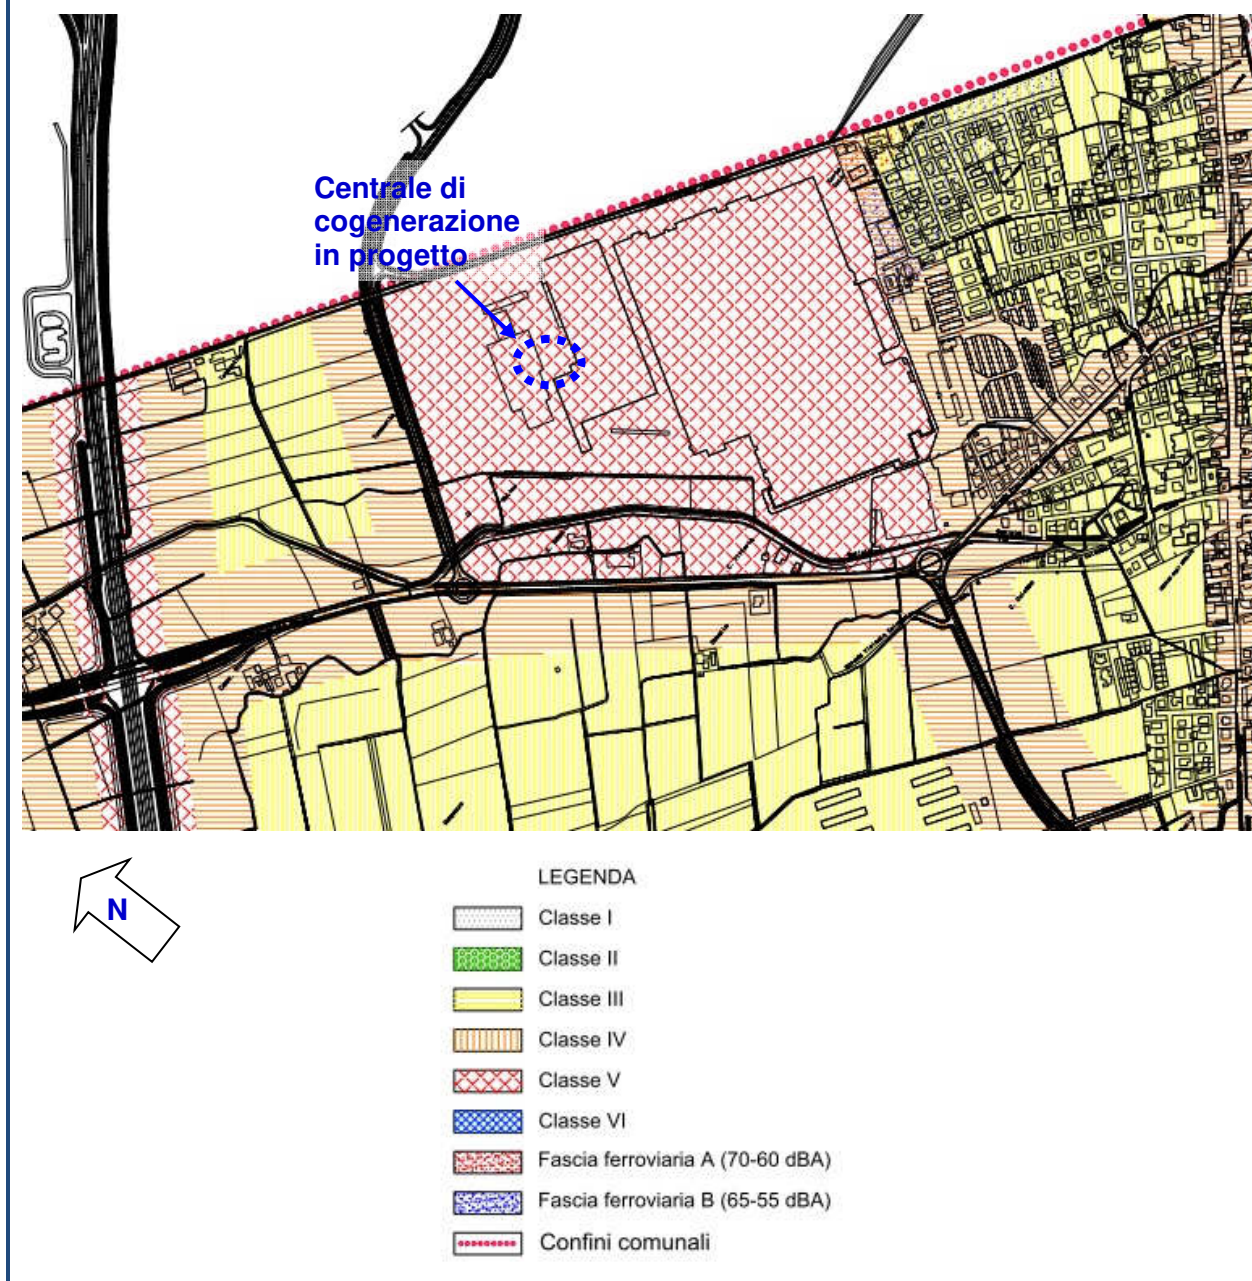 Centrale di
cogenerazione
in progetto
N
LEGENDA
Classe I
Classe II
Classe III
Classe IV
Classe V
Classe VI
Fascia ferroviaria A (70-60 dBA)
Fascia ferroviaria B (65-55 dBA)
Confini comunali